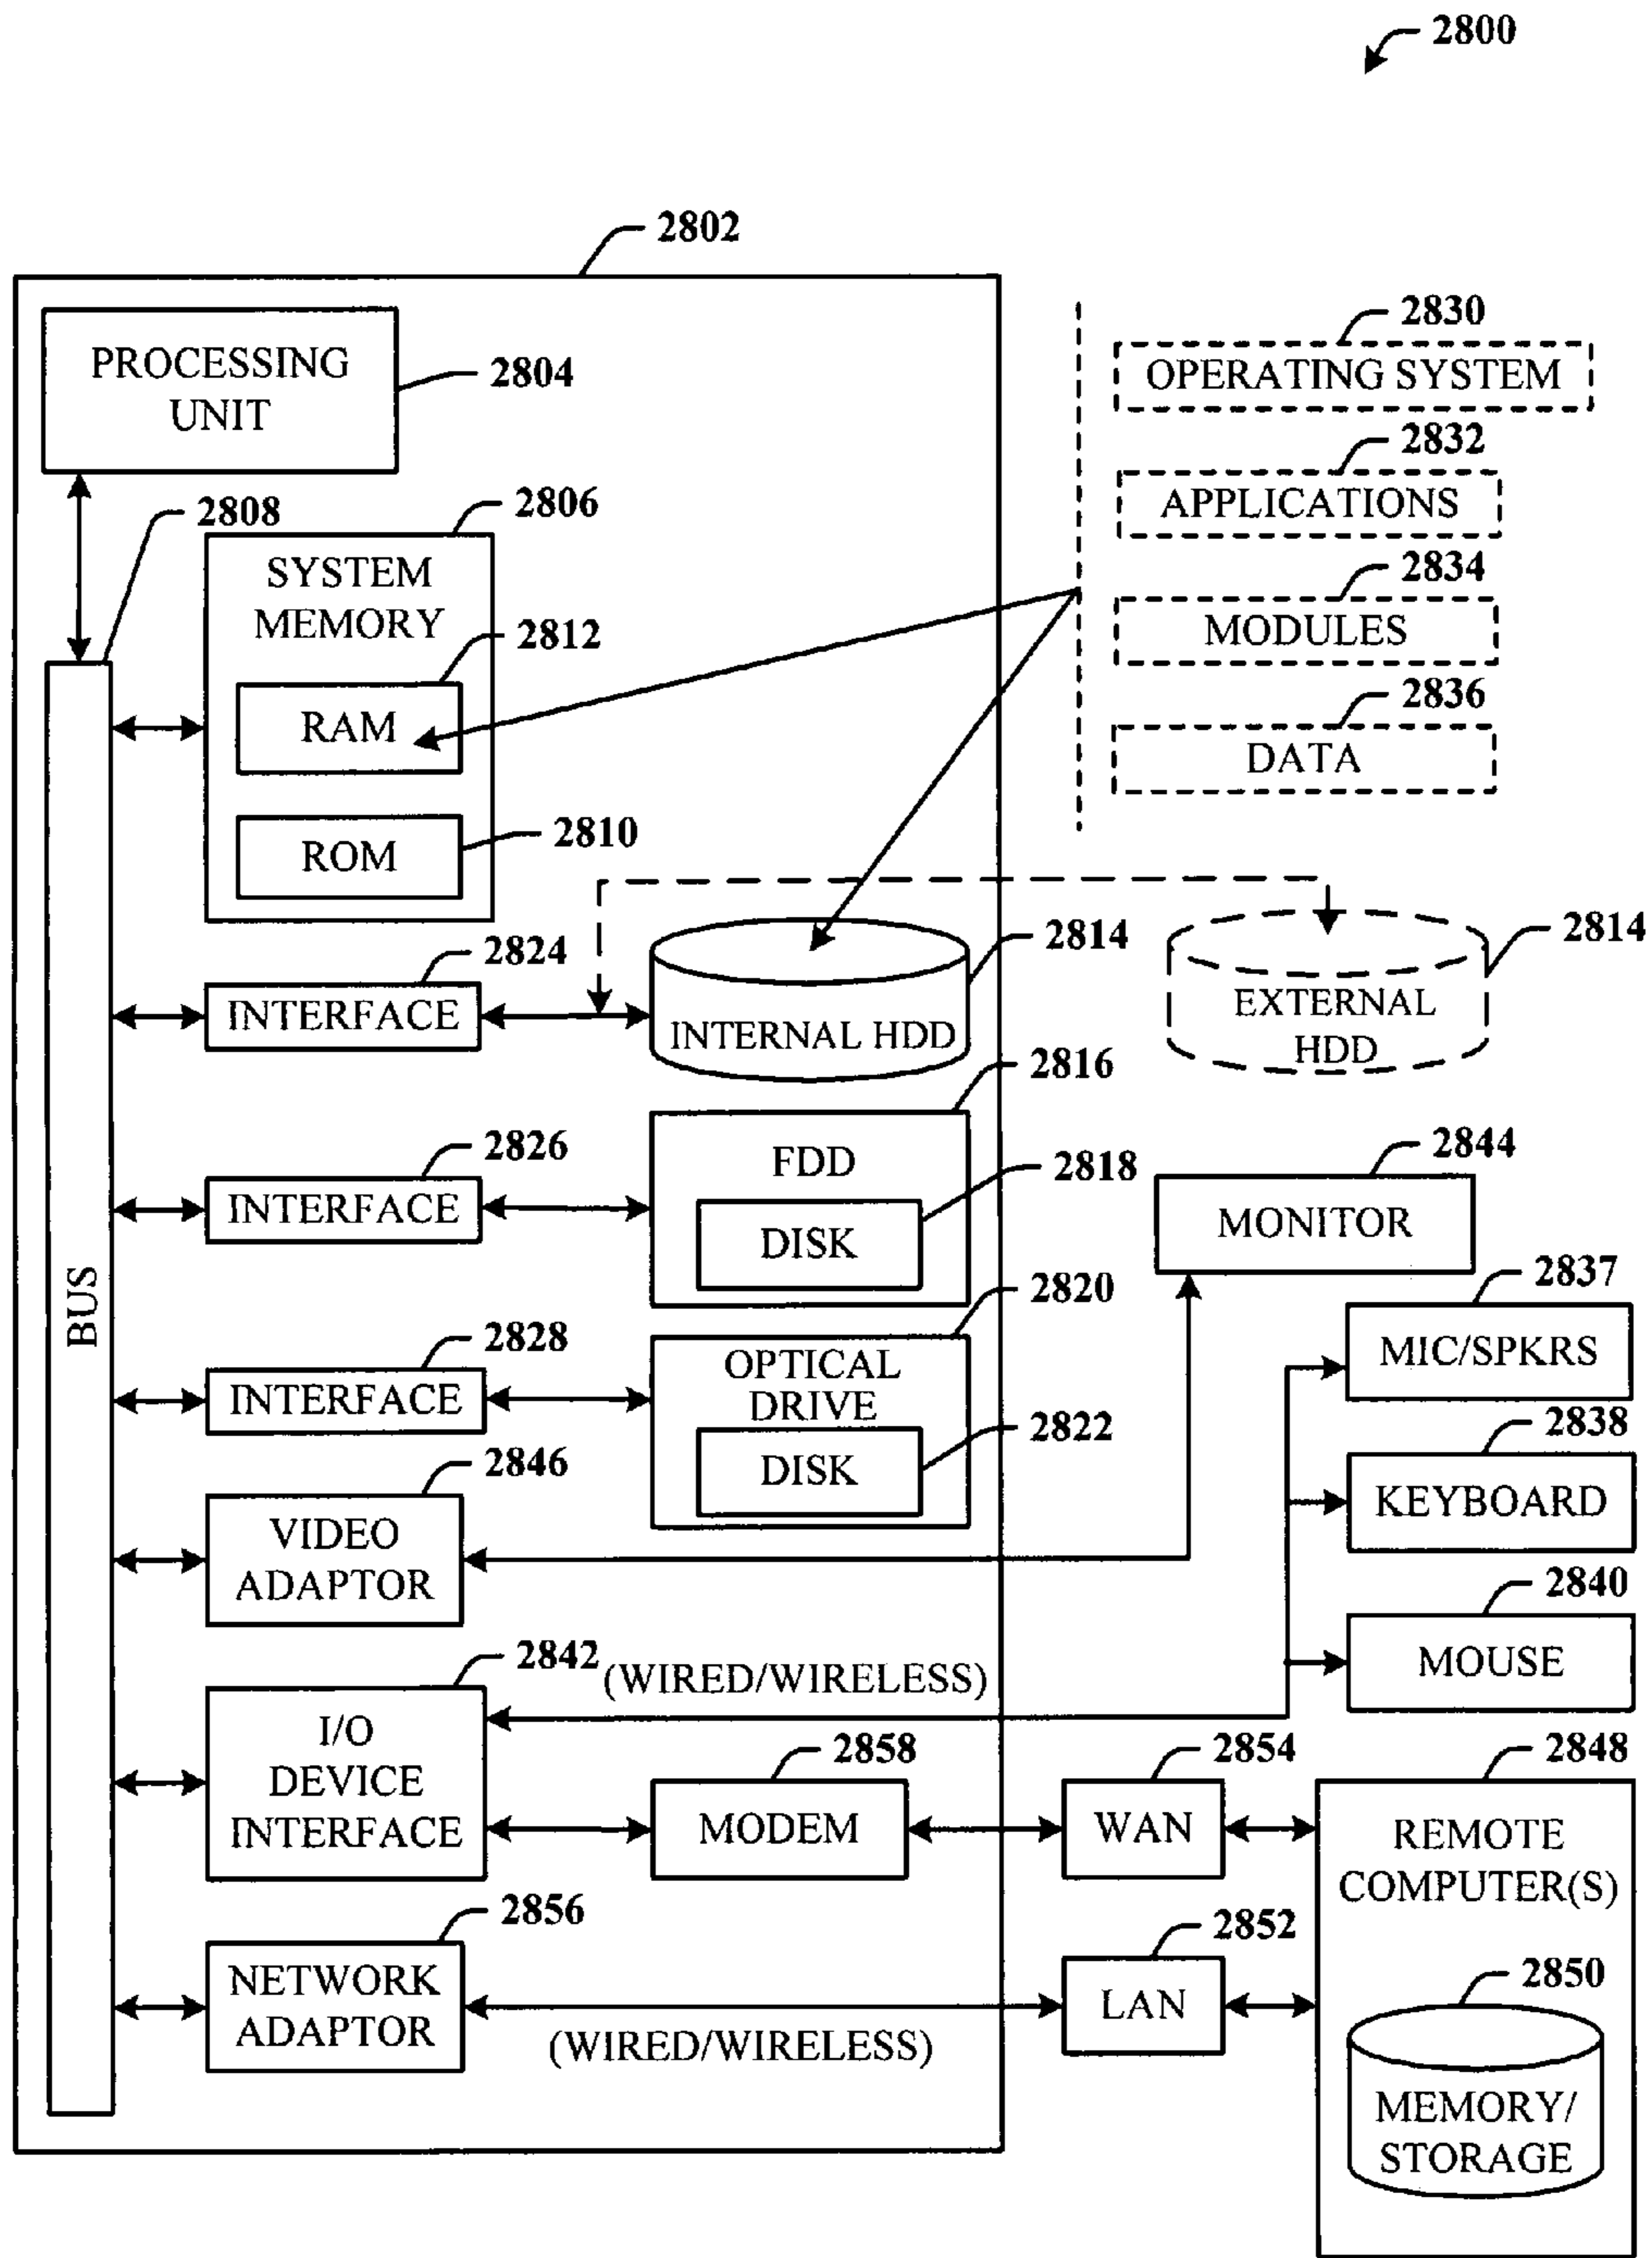 2800
2802
PROCESSING
UNIT
2804
2830
OPERATING SYSTEM
2832
APPLICATIONS
2834
MODULES
2836
DATA
2808
2806
SYSTEM
MEMORY
2812
RAM
2810
ROM
BUS
2824
INTERFACE
2814
INTERNAL HDD
2814
EXTERNAL
HDD
2816
FDD
2826
INTERFACE
2818
DISK
2844
MONITOR
2820
OPTICAL
DRIVE
2828
INTERFACE
2822
DISK
2837
MIC/SPKRS
2838
KEYBOARD
2846
VIDEO
ADAPTOR
2840
MOUSE
2842
(WIRED/WIRELESS)
I/O
DEVICE
INTERFACE
2858
MODEM
2854
WAN
2848
REMOTE
COMPUTER(S)
2856
NETWORK
ADAPTOR
(WIRED/WIRELESS)
2852
LAN
2850
MEMORY/
STORAGE